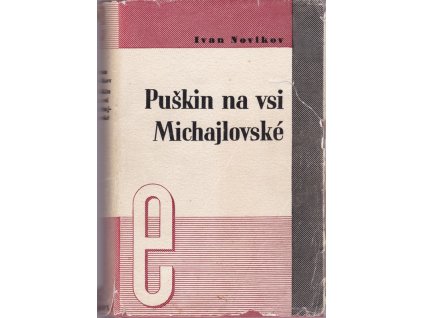 Ivan Novikov
Puškin na vsi
Michajlovské
e